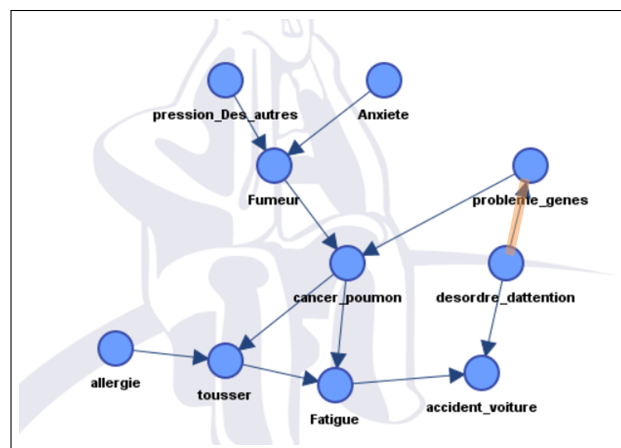 pression_Des_autres
Anxiete
Fumeur
probleme_genes
cancer_poumon
desordre_dattention
allergie
tousser
Fatigue
accident_voiture